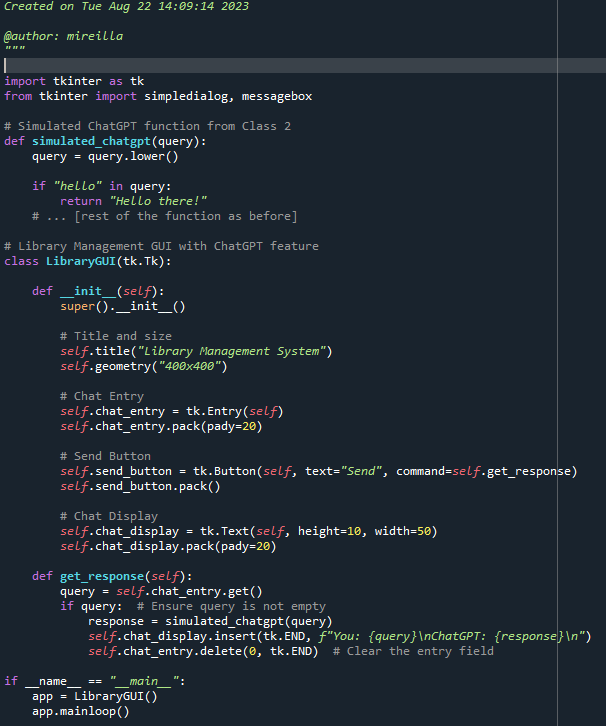 Created on Tue Aug 22 14:09:14 2023

@author: mireilla
"""

import tkinter as tk
from tkinter import simpledialog, messagebox

# Simulated ChatGPT function from Class 2
def simulated_chatgpt(query):
    query = query.lower()

    if "hello" in query:
        return "Hello there!"
    # ... [rest of the function as before]

# Library Management GUI with ChatGPT feature
class LibraryGUI(tk.Tk):

    def __init__(self):
        super().__init__()

        # Title and size
        self.title("Library Management System")
        self.geometry("400x400")

        # Chat Entry
        self.chat_entry = tk.Entry(self)
        self.chat_entry.pack(pady=20)

        # Send Button
        self.send_button = tk.Button(self, text="Send", command=self.get_response)
        self.send_button.pack()

        # Chat Display
        self.chat_display = tk.Text(self, height=10, width=50)
        self.chat_display.pack(pady=20)

    def get_response(self):
        query = self.chat_entry.get()
        if query:  # Ensure query is not empty
            response = simulated_chatgpt(query)
            self.chat_display.insert(tk.END, f"You: {query}\nChatGPT: {response}\n")
            self.chat_entry.delete(0, tk.END)  # Clear the entry field

if __name__ == "__main__":
    app = LibraryGUI()
    app.mainloop()